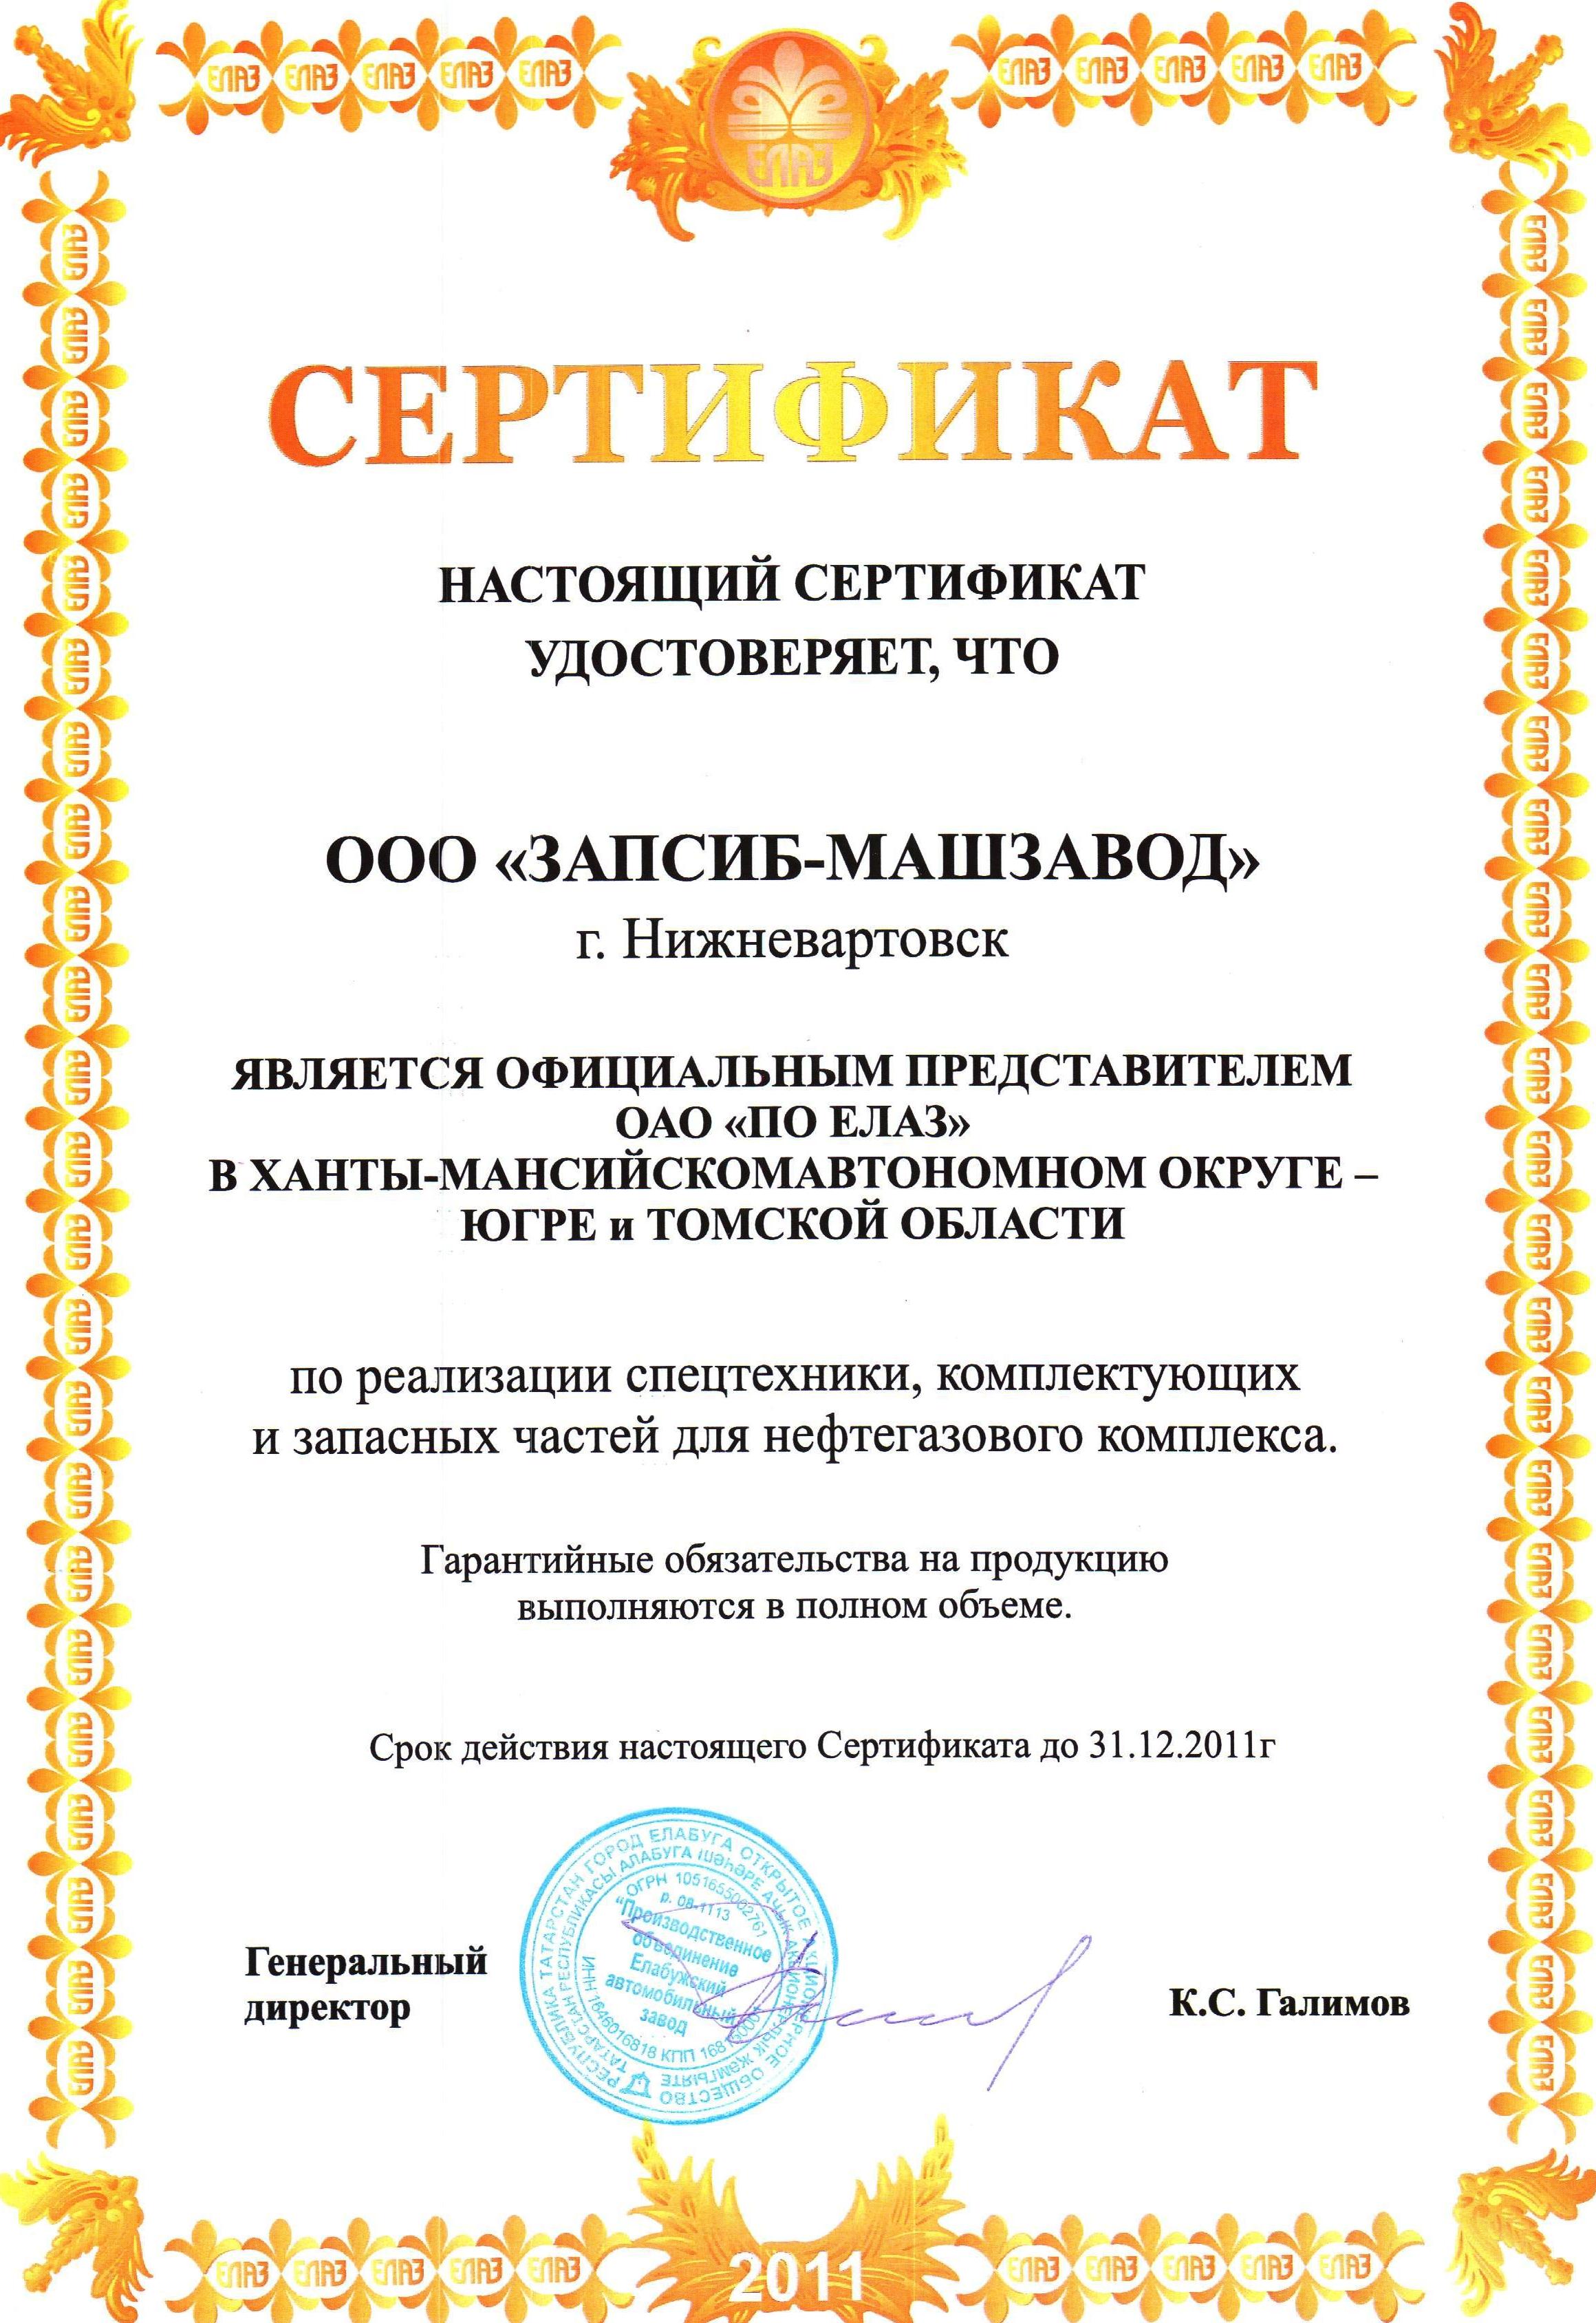 ЕЛАЗ ЕЛАЗ ЕЛАЗ ЕЛАЗ ЕЛАЗ
ЕЛАЗ
ЕЛАЗ ЕЛАЗ ЕЛАЗ ЕЛАЗ ЕЛАЗ
СЕРТИФИКАТ
НАСТОЯЩИЙ СЕРТИФИКАТ
УДОСТОВЕРЯЕТ, ЧТО
ООО «ЗАПСИБ-МАШЗАВОД»
г. Нижневартовск
ЯВЛЯЕТСЯ ОФИЦИАЛЬНЫМ ПРЕДСТАВИТЕЛЕМ
ОАО «ПО ЕЛАЗ»
В ХАНТЫ-МАНСИЙСКОМАВТОНОМНОМ ОКРУГЕ –
ЮГРЕ и ТОМСКОЙ ОБЛАСТИ
по реализации спецтехники, комплектующих
и запасных частей для нефтегазового комплекса.
Гарантийные обязательства на продукцию
выполняются в полном объеме.
Срок действия настоящего Сертификата до 31.12.2011г
РЕСПУБЛИКА ТАТАРСТАН ГОРОД ЕЛАБУГА ОТКРЫТОЕ АКЦИОНЕРНОЕ ОБЩЕСТВО
ТАТАРСТАН РЕСПУБЛИКАСЫ АЛАБУГА ШӘҺӘРЕ АЧЫК АКЦИОНЕРЛЫК ҖӘМГЫЯТЕ
ОГРН 1051655002761
ИНН 1646016818 КПП
р. ОВ-1113
"Производственное
объединение
Елабужский
автомобильный
завод
Генеральный
директор
К.С. Галимов
ЕЛАЗ ЕЛАЗ ЕЛАЗ ЕЛАЗ ЕЛАЗ
2011
ЕЛАЗ ЕЛАЗ ЕЛАЗ ЕЛАЗ ЕЛАЗ